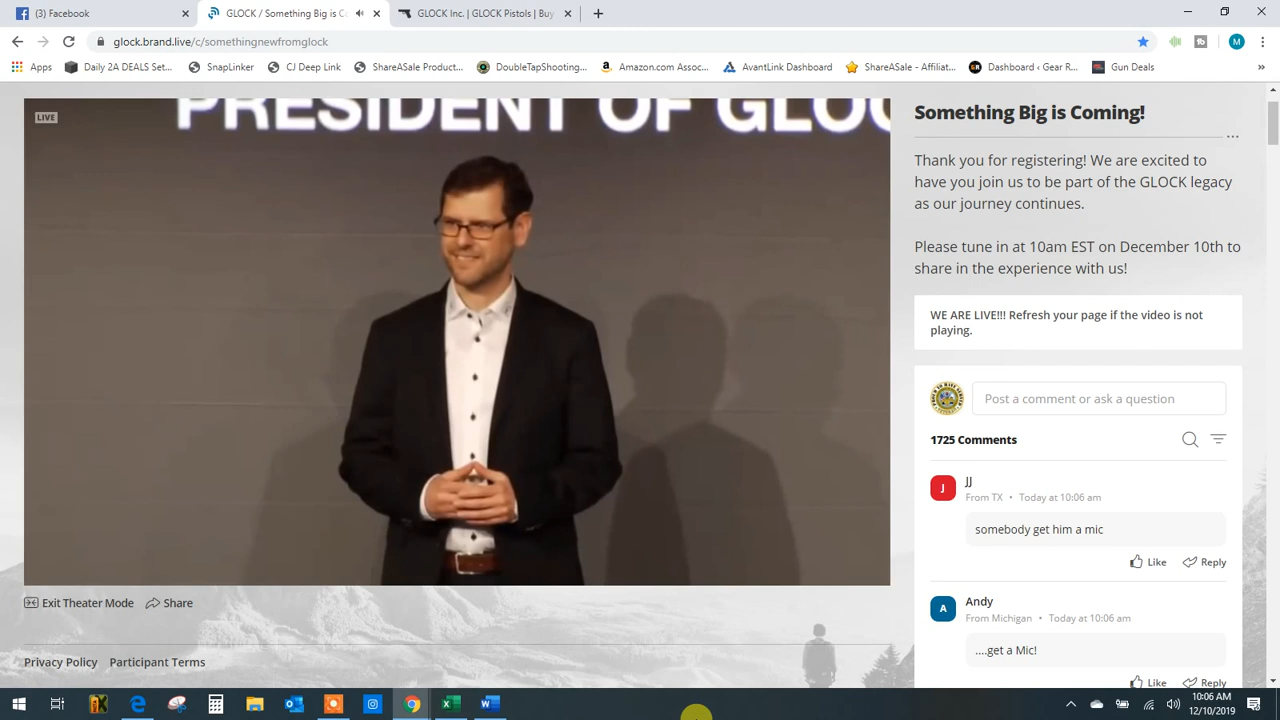 (3) Facebook
GLOCK / Something Big is Co
GLOCK Inc. | GLOCK Pistols | Buy
glock.brand.live/c/somethingnewfromglock
M
Apps
Daily 2A DEALS Set...
SnapLinker
CJ Deep Link
ShareASale Product...
DoubleTapShooting...
Amazon.com Assoc...
AvantLink Dashboard
ShareASale - Affiliat...
Dashboard ‹ Gear R...
Gun Deals
»
LIVE
PRESIDENT OF GLOC
Something Big is Coming!
Thank you for registering! We are excited to
have you join us to be part of the GLOCK legacy
as our journey continues.
Please tune in at 10am EST on December 10th to
share in the experience with us!
WE ARE LIVE!!! Refresh your page if the video is not
playing.
Post a comment or ask a question
1725 Comments
J
JJ
From TX • Today at 10:06 am
somebody get him a mic
Like
Reply
A
Andy
From Michigan • Today at 10:06 am
....get a Mic!
Like
Reply
Exit Theater Mode
Share
Privacy Policy
Participant Terms
10:06 AM
12/10/2019